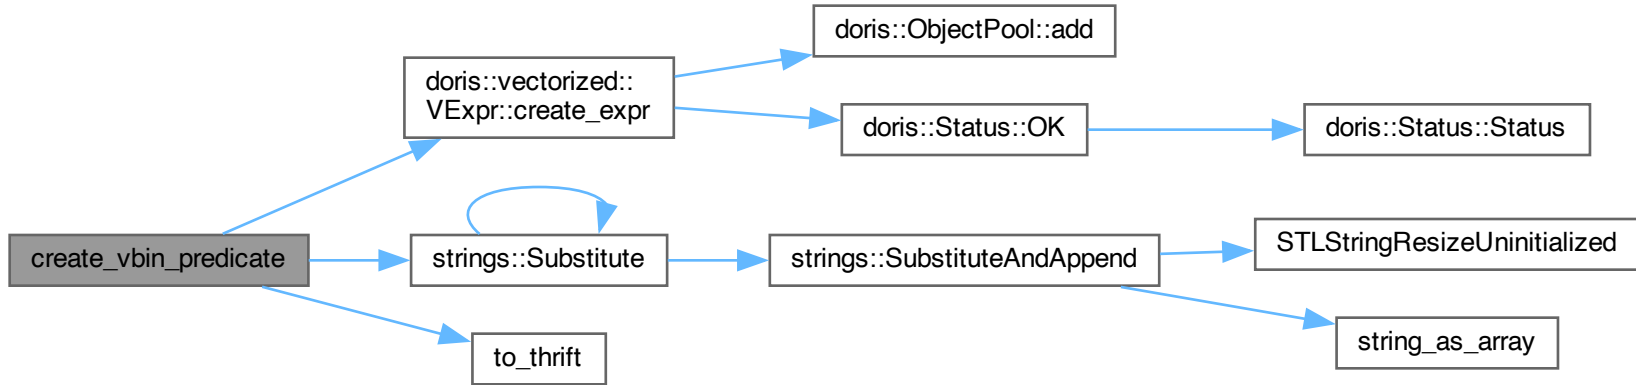 doris::ObjectPool::add
doris::vectorized::
VExpr::create_expr
doris::Status::OK
doris::Status::Status
create_vbin_predicate
strings::Substitute
strings::SubstituteAndAppend
STLStringResizeUninitialized
to_thrift
string_as_array